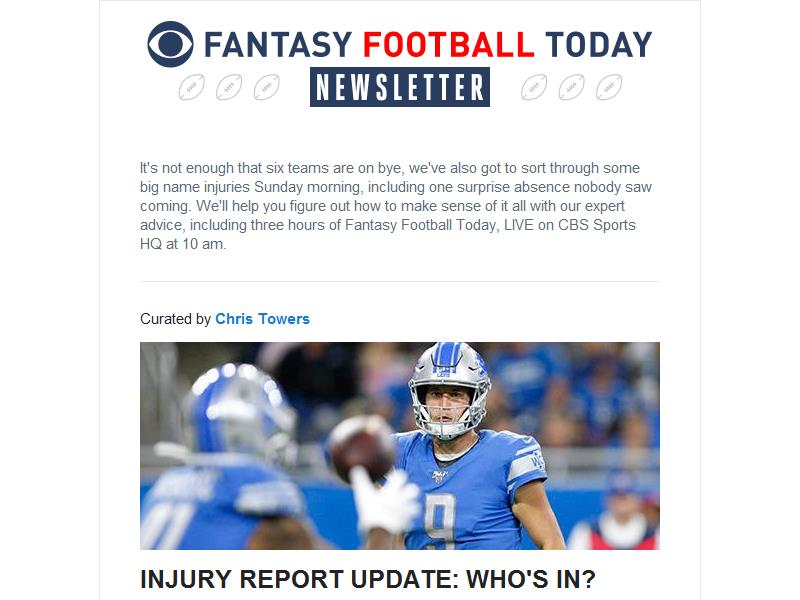 FANTASY FOOTBALL TODAY
NEWSLETTER
It's not enough that six teams are on bye, we've also got to sort through some
big name injuries Sunday morning, including one surprise absence nobody saw
coming. We'll help you figure out how to make sense of it all with our expert
advice, including three hours of Fantasy Football Today, LIVE on CBS Sports
HQ at 10 am.
Curated by Chris Towers
LIONS
9
INJURY REPORT UPDATE: WHO'S IN?